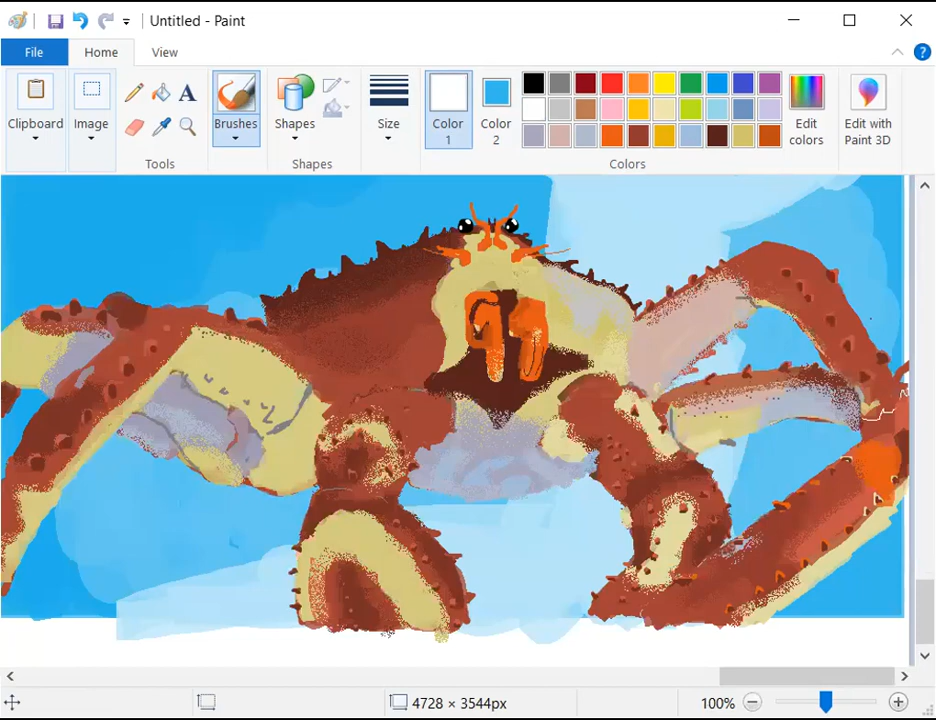 Untitled - Paint
File Home View
Clipboard Image Tools Brushes Shapes Shapes Size Color 1 Color 2 Colors Edit colors Edit with Paint 3D
A
?
4728 × 3544px 100%